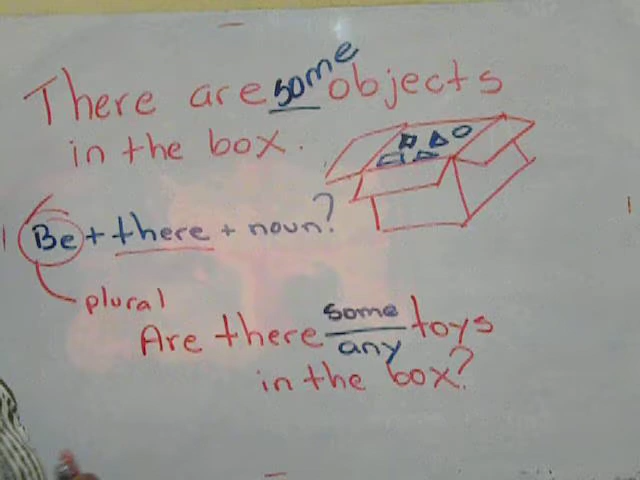 There are some objects
in the box.
Be + there + noun?
plural
Are there some toys
any
in the box?